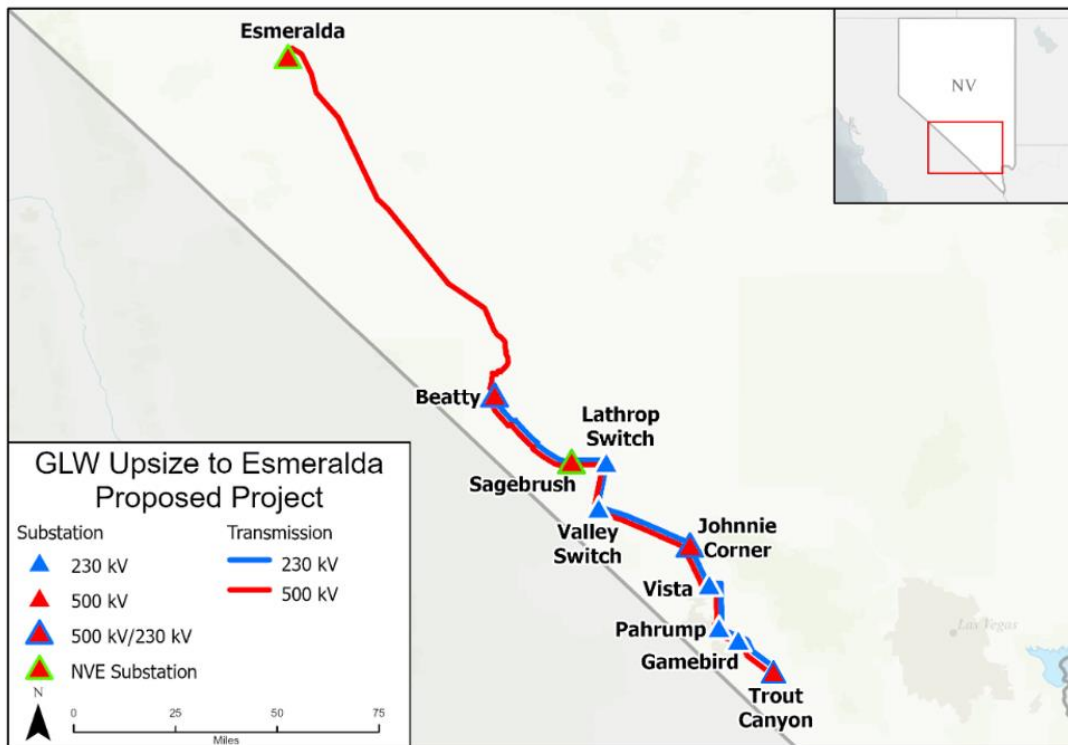 Esmeralda
NV
Beatty
Lathrop
Switch
Sagebrush
Valley
Switch
Johnnie
Corner
Vista
Pahrump
Gamebird
Las Vegas
Trout
Canyon
GLW Upsize to Esmeralda
Proposed Project
Substation
230 kV
500 kV
500 kV/230 kV
NVE Substation
Transmission
230 kV
500 kV
N
0 25 50 75
Miles